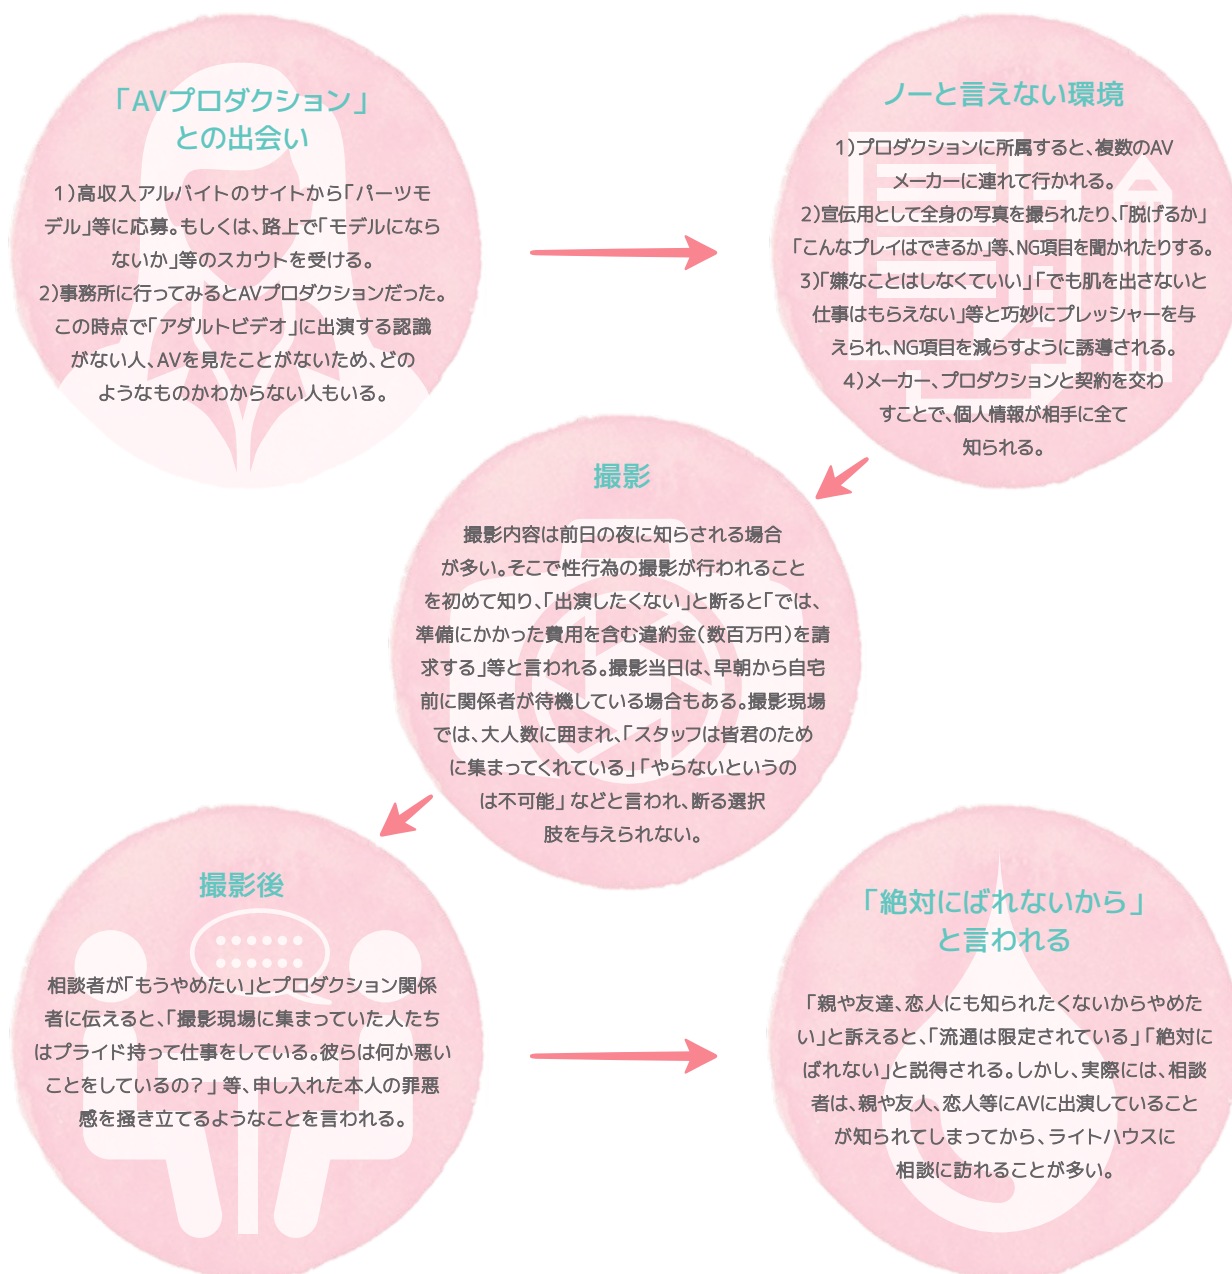 「AVプロダクション」
との出会い
1)高収入アルバイトのサイトから「パーツモ
デル」等に応募。もしくは、路上で「モデルになら
ないか」等のスカウトを受ける。
2)事務所に行ってみるとAVプロダクションだった。
この時点で「アダルトビデオ」に出演する認識
がない人、AVを見たことがないため、どの
ようなものかわからない人もいる。
ノーと言えない環境
1)プロダクションに所属すると、複数のAV
メーカーに連れて行かれる。
2)宣伝用として全身の写真を撮られたり、「脱げるか」
「こんなプレイはできるか」等、NG項目を聞かれたりする。
3)「嫌なことはしなくていい」「でも肌を出さないと
仕事はもらえない」等と巧妙にプレッシャーを与
えられ、NG項目を減らすように誘導される。
4)メーカー、プロダクションと契約を交わ
すことで、個人情報が相手に全て
知られる。
撮影
撮影内容は前日の夜に知らされる場合
が多い。そこで性行為の撮影が行われること
を初めて知り、「出演したくない」と断ると「では、
準備にかかった費用を含む違約金(数百万円)を請
求する」等と言われる。撮影当日は、早朝から自宅
前に関係者が待機している場合もある。撮影現場
では、大人数に囲まれ、「スタッフは皆君のため
に集まってくれている」「やらないというの
は不可能」などと言われ、断る選択
肢を与えられない。
撮影後
相談者が「もうやめたい」とプロダクション関係
者に伝えると、「撮影現場に集まっていた人たち
はプライド持って仕事をしている。彼らは何か悪い
ことをしているの?」等、申し入れた本人の罪悪
感を掻き立てるようなことを言われる。
「絶対にばれないから」
と言われる
「親や友達、恋人にも知られたくないからやめた
い」と訴えると、「流通は限定されている」「絶対に
ばれない」と説得される。しかし、実際には、相談
者は、親や友人、恋人等にAVに出演していること
が知られてしまってから、ライトハウスに
相談に訪れることが多い。